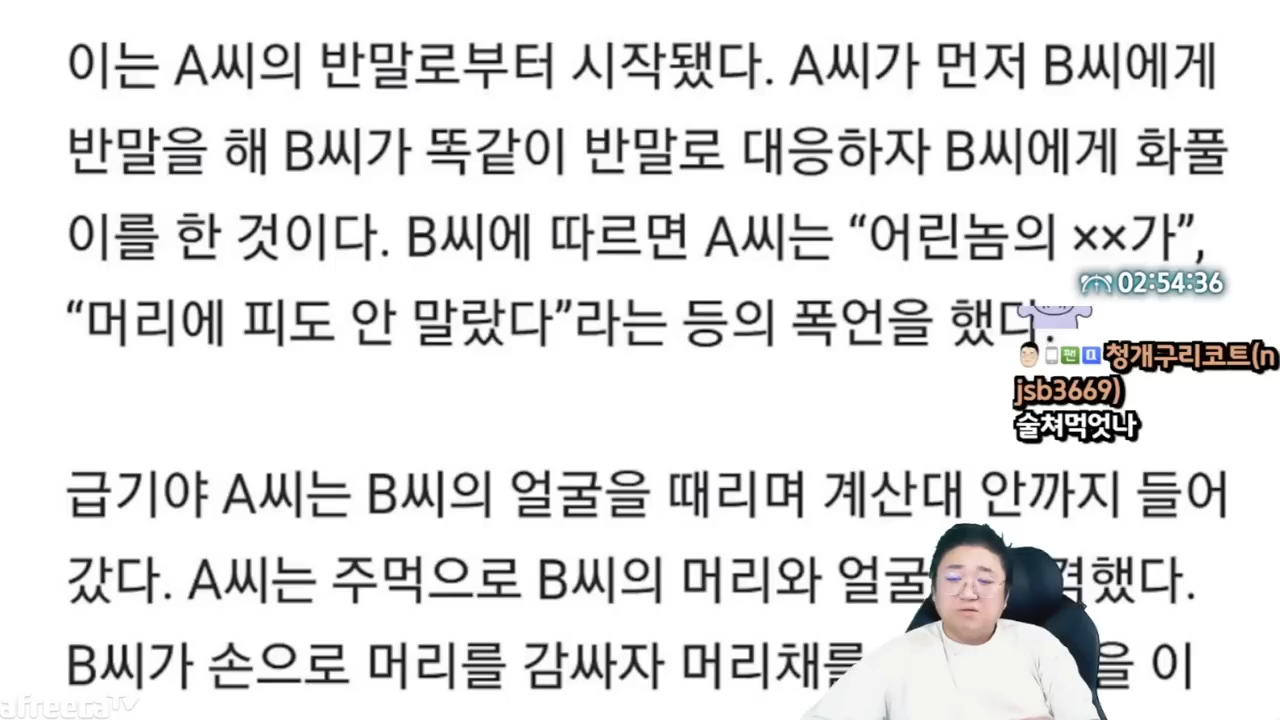 이는 A씨의 반말로부터 시작됐다. A씨가 먼저 B씨에게
반말을 해 B씨가 똑같이 반말로 대응하자 B씨에게 화풀
이를 한 것이다. B씨에 따르면 A씨는 “어린놈의 ××가”,
02:54:36
“머리에 피도 안 말랐다”라는 등의 폭언을 했다.
팬 청개구리코트(n
jsb3669)
술쳐먹엇나
급기야 A씨는 B씨의 얼굴을 때리며 계산대 안까지 들어
갔다. A씨는 주먹으로 B씨의 머리와 했다.
B씨가 손으로 머리를 감싸자 머리채를 이
afreecaTV